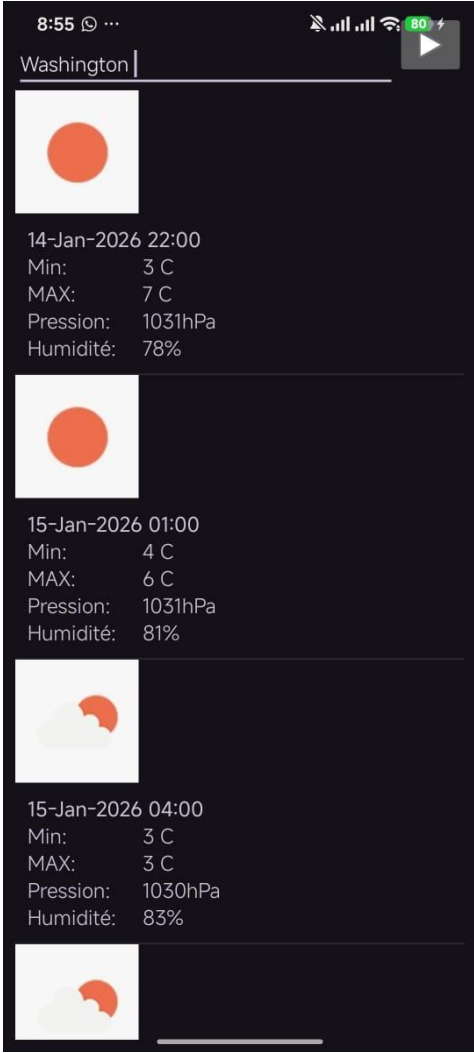 8:55 ... 80
Washington
14-Jan-2026 22:00
Min: 3 C
MAX: 7 C
Pression: 1031hPa
Humidité: 78%
15-Jan-2026 01:00
Min: 4 C
MAX: 6 C
Pression: 1031hPa
Humidité: 81%
15-Jan-2026 04:00
Min: 3 C
MAX: 3 C
Pression: 1030hPa
Humidité: 83%